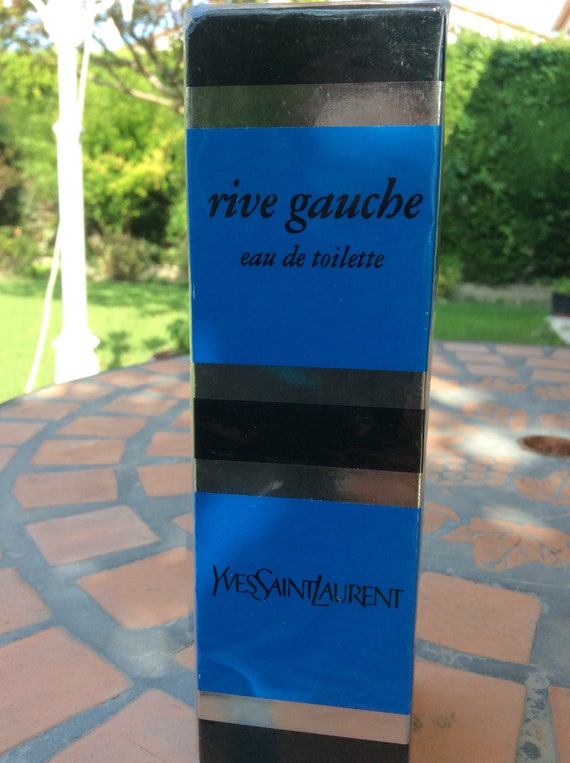 rive gauche
eau de toilette
YVESSAINTLAURENT